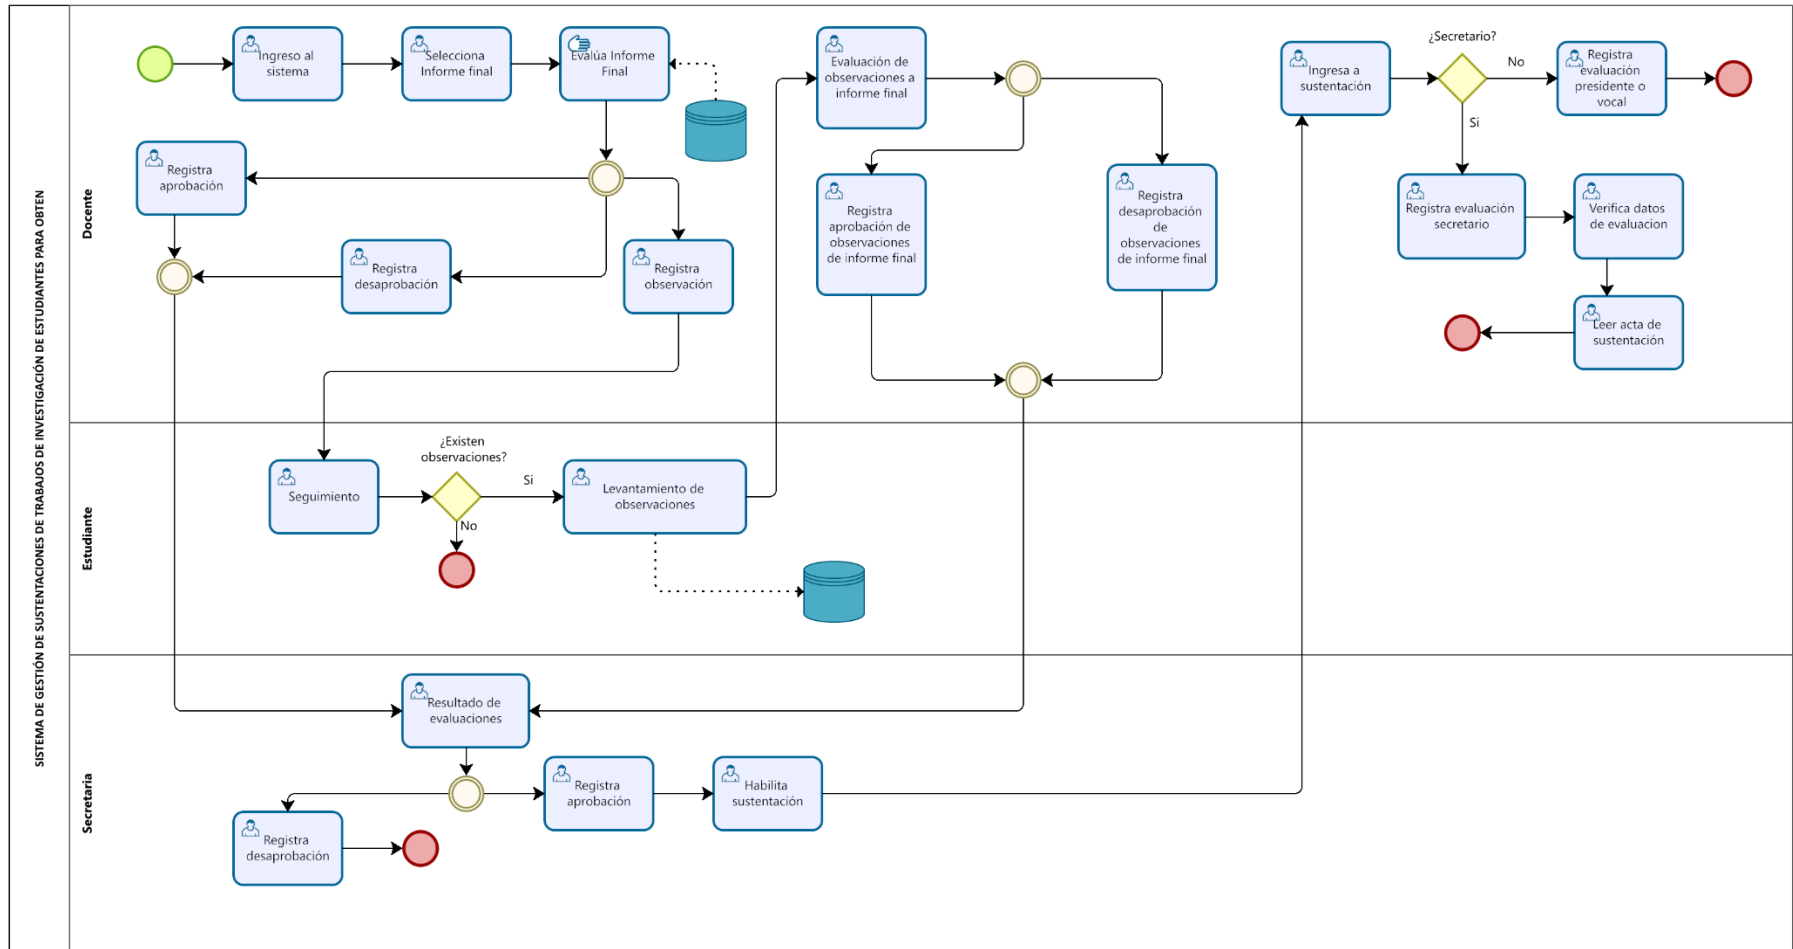 SISTEMA DE GESTIÓN DE SUSTENTACIONES DE TRABAJOS DE INVESTIGACIÓN DE ESTUDIANTES PARA OBTEN
Docente
Ingreso al
sistema
Selecciona
Informe final
Evalúa Informe
Final
Registra
aprobación
Registra
desaprobación
Registra
observación
Evaluación de
observaciones a
informe final
Registra
aprobación de
observaciones
de informe final
Registra
desaprobación
de
observaciones
de informe final
Ingresa a
sustentación
¿Secretario?
No
Si
Registra
evaluación
presidente o
vocal
Registra evaluación
secretario
Verifica datos
de evaluacion
Leer acta de
sustentación
Estudiante
Seguimiento
¿Existen
observaciones?
Si
No
Levantamiento de
observaciones
Secretaria
Resultado de
evaluaciones
Registra
aprobación
Habilita
sustentación
Registra
desaprobación